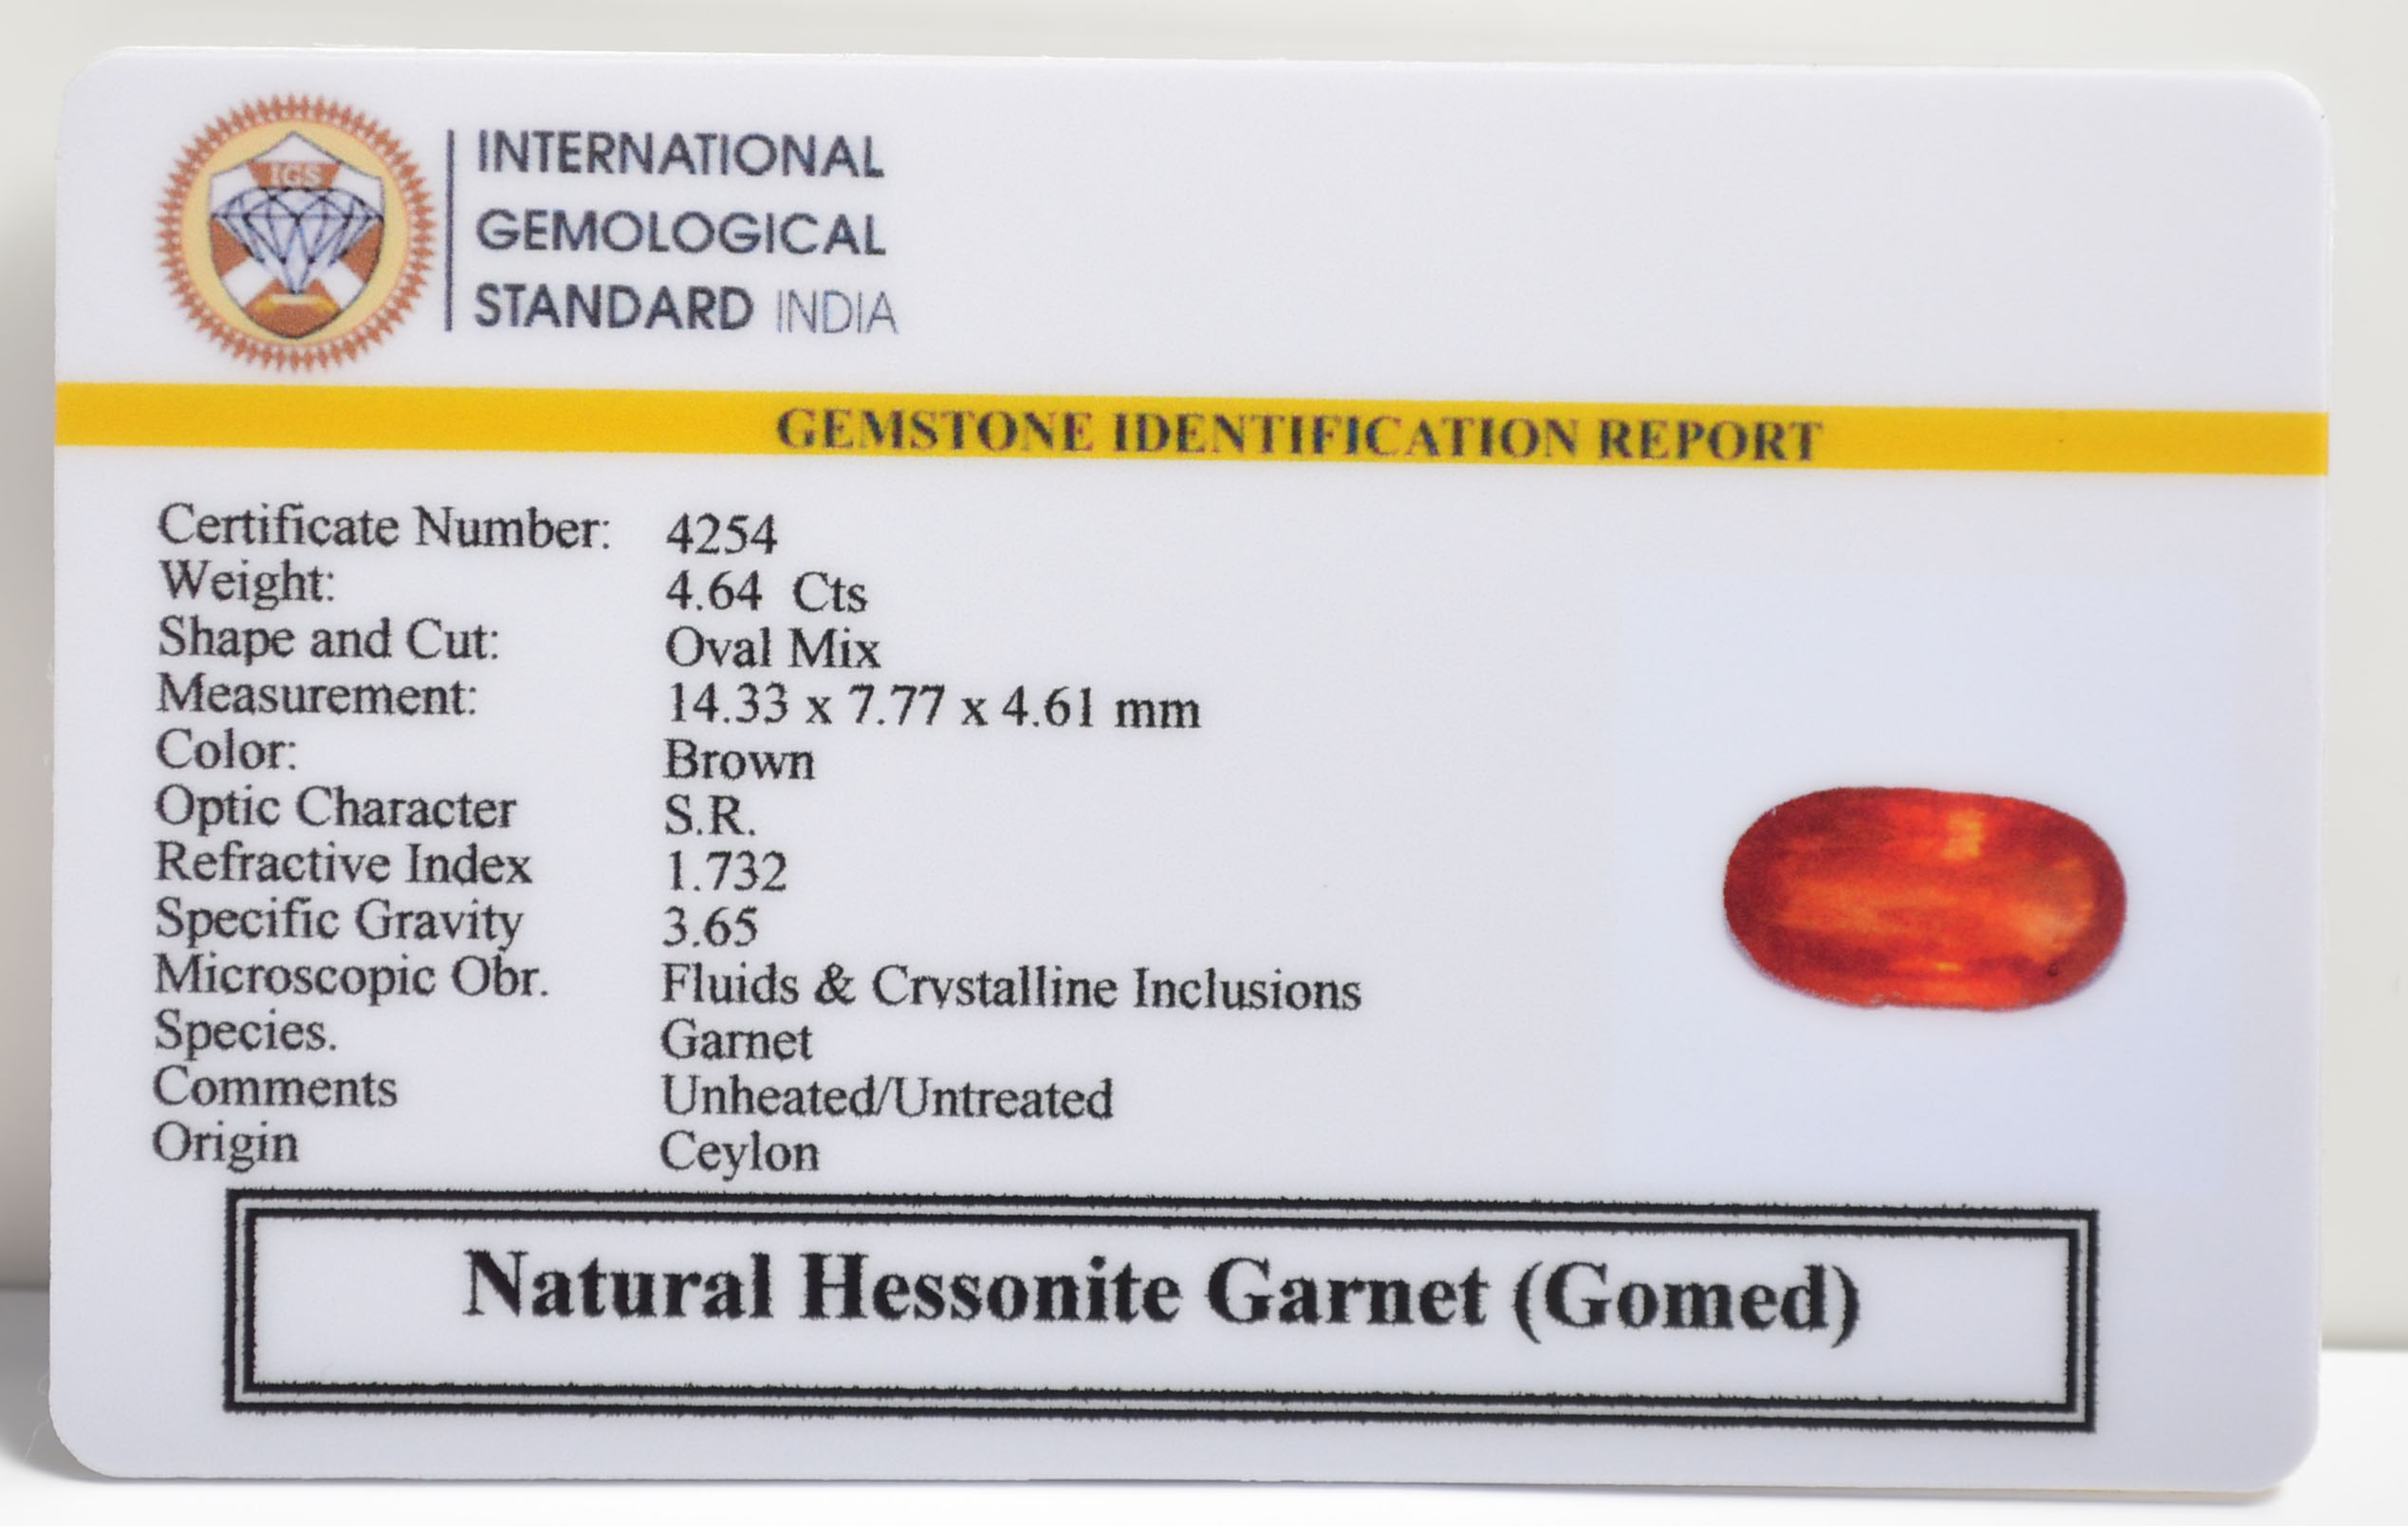 IGS
INTERNATIONAL
GEMOLOGICAL
STANDARD INDIA
GEMSTONE IDENTIFICATION REPORT
Certificate Number: 4254
Weight: 4.64 Cts
Shape and Cut: Oval Mix
Measurement: 14.33 x 7.77 x 4.61 mm
Color: Brown
Optic Character S.R.
Refractive Index 1.732
Specific Gravity 3.65
Microscopic Obr. Fluids & Crystalline Inclusions
Species. Garnet
Comments Unheated/Untreated
Origin Ceylon
Natural Hessonite Garnet (Gomed)